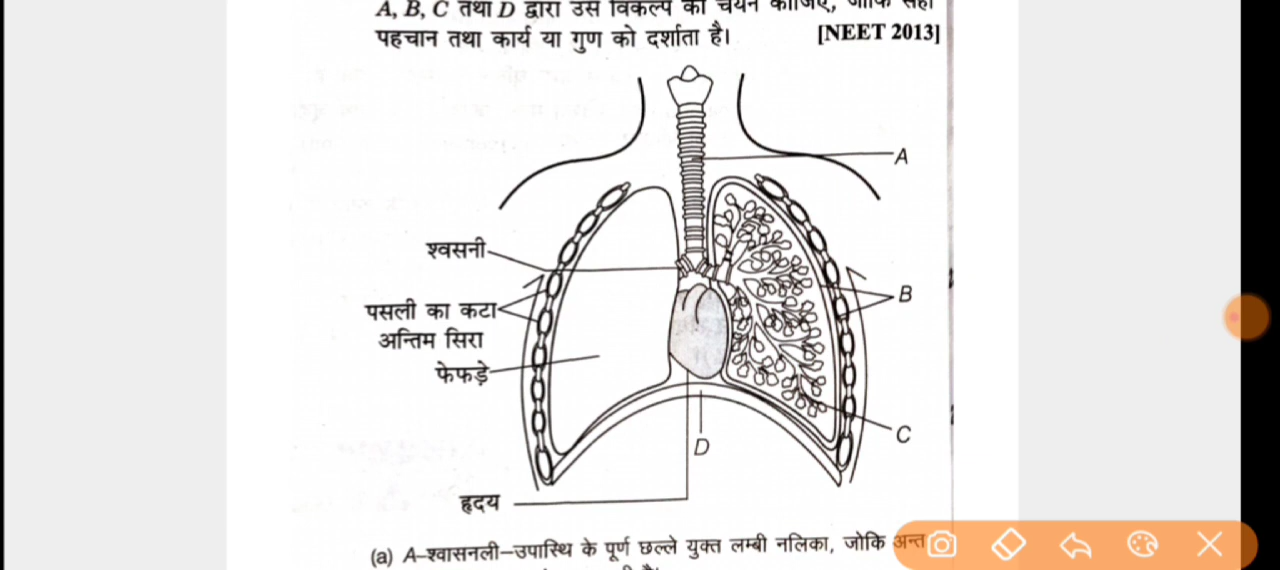 A, B, C तथा D द्वारा उस विकल्प का चयन कीजिए, जोकि सही
पहचान तथा कार्य या गुण को दर्शाता है। [NEET 2013]
A
श्वसनी
B
पसली का कटा
अन्तिम सिरा
फेफड़े
C
D
हृदय
(a) A-श्वासनली-उपास्थि के पूर्ण छल्ले युक्त लम्बी नलिका, जोकि अन्त